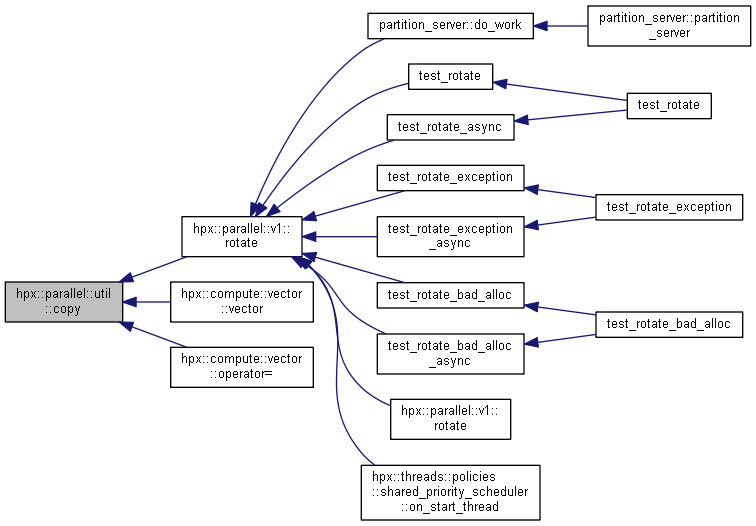 partition_server::do_work
partition_server::partition
_server
test_rotate
test_rotate
test_rotate_async
test_rotate_exception
test_rotate_exception
hpx::parallel::v1::
rotate
test_rotate_exception
_async
hpx::parallel::util
::copy
hpx::compute::vector
::vector
test_rotate_bad_alloc
test_rotate_bad_alloc
test_rotate_bad_alloc
_async
hpx::compute::vector
::operator=
hpx::parallel::v1::
rotate
hpx::threads::policies
::shared_priority_scheduler
::on_start_thread